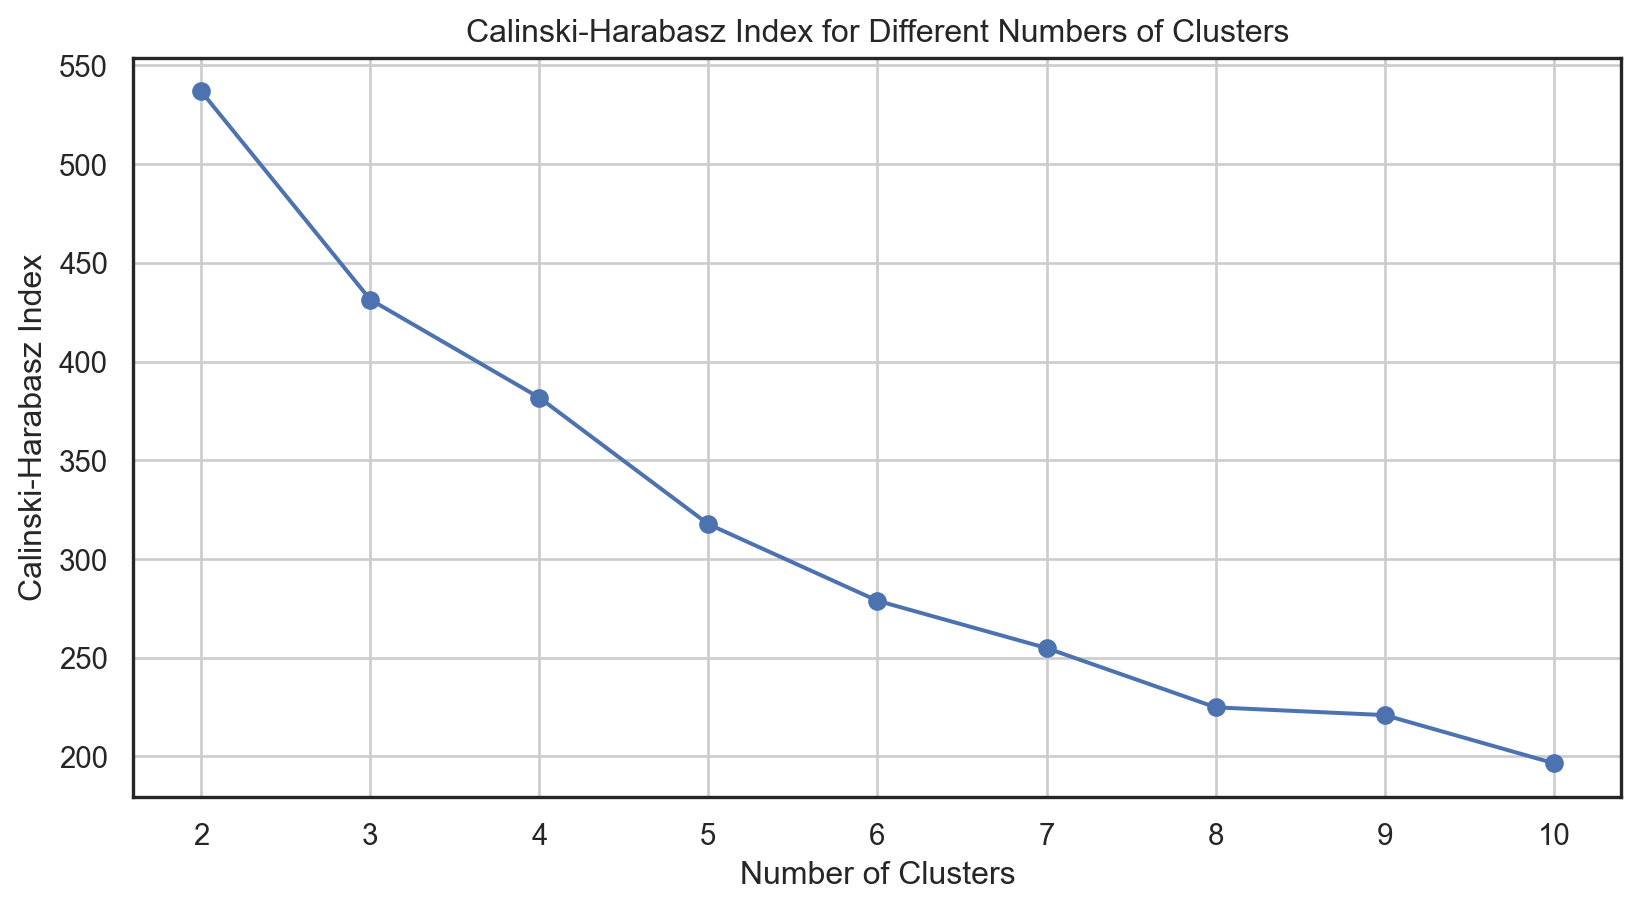 Calinski-Harabasz Index for Different Numbers of Clusters
Calinski-Harabasz Index
550
500
450
400
350
300
250
200
2 3 4 5 6 7 8 9 10
Number of Clusters